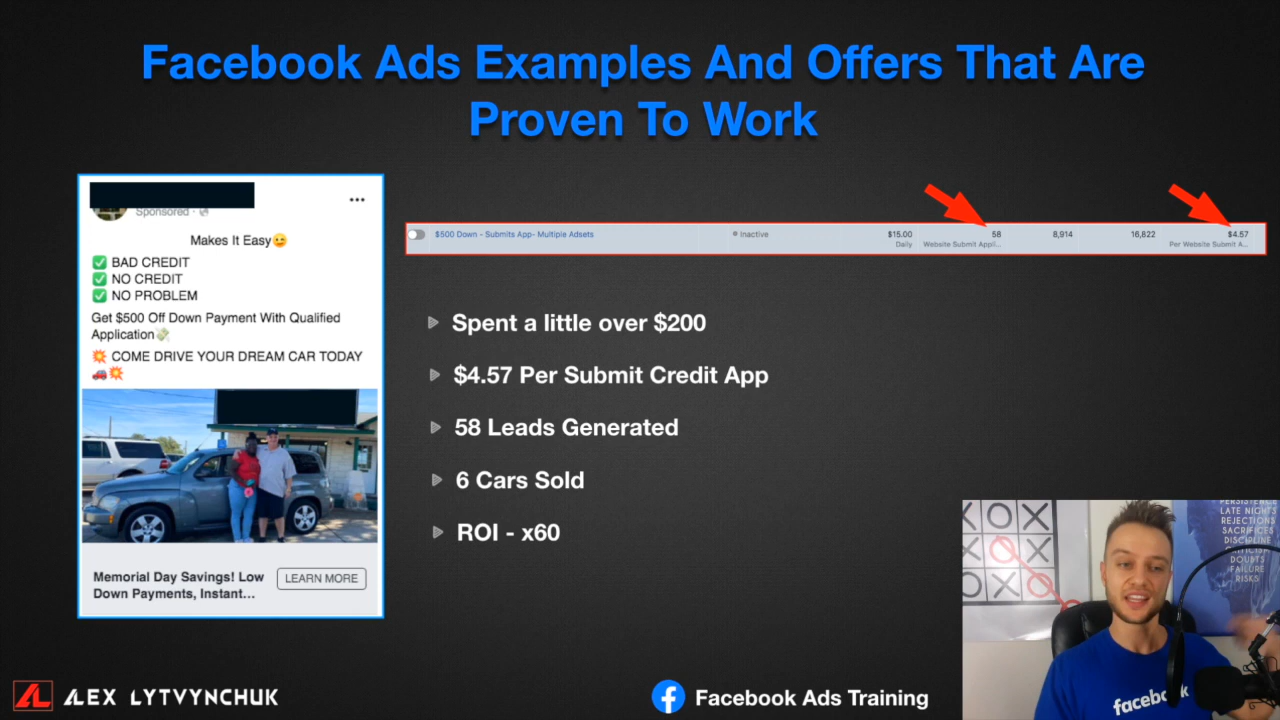 Facebook Ads Examples And Offers That Are
Proven To Work
Sponsored ·
Makes It Easy😉
✅ BAD CREDIT
✅ NO CREDIT
✅ NO PROBLEM
Get $500 Off Down Payment With Qualified
Application💸
💥 COME DRIVE YOUR DREAM CAR TODAY
🚗💥
Memorial Day Savings! Low
Down Payments, Instant...
LEARN MORE
$500 Down - Submits App- Multiple Adsets
Inactive
$15.00
Daily
58
Website Submit Appli...
8,914
16,822
$4.57
Per Website Submit A...
Spent a little over $200
$4.57 Per Submit Credit App
58 Leads Generated
6 Cars Sold
ROI - x60
XOX
PERSISTENCE
LATE NIGHTS
REJECTIONS
SACRIFICES
DISCIPLINE
CRITICISM
DOUBTS
FAILURE
RISKS
facebook
ALEX LYTVYNCHUK
Facebook Ads Training